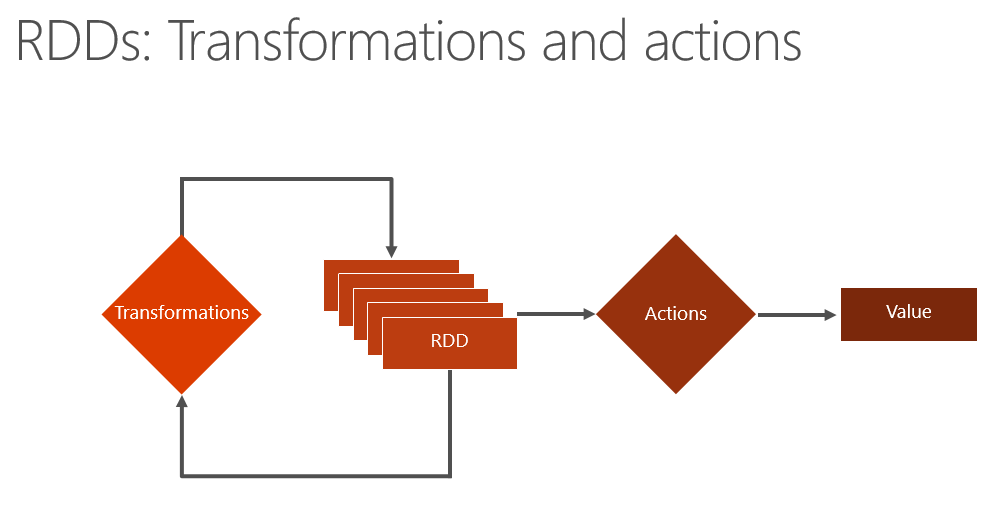 RDDs: Transformations and actions
Transformations
RDD
Actions
Value